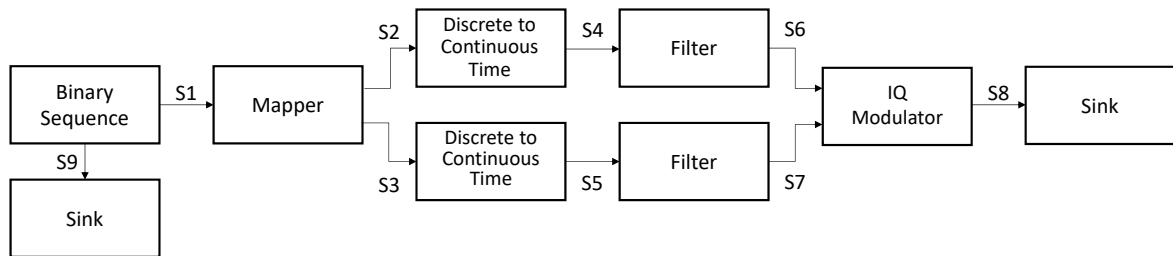 Binary
Sequence
S1
S9
Sink
Mapper
S2
S3
Discrete to
Continuous
Time
S4
Filter
S6
Discrete to
Continuous
Time
S5
Filter
S7
IQ
Modulator
S8
Sink